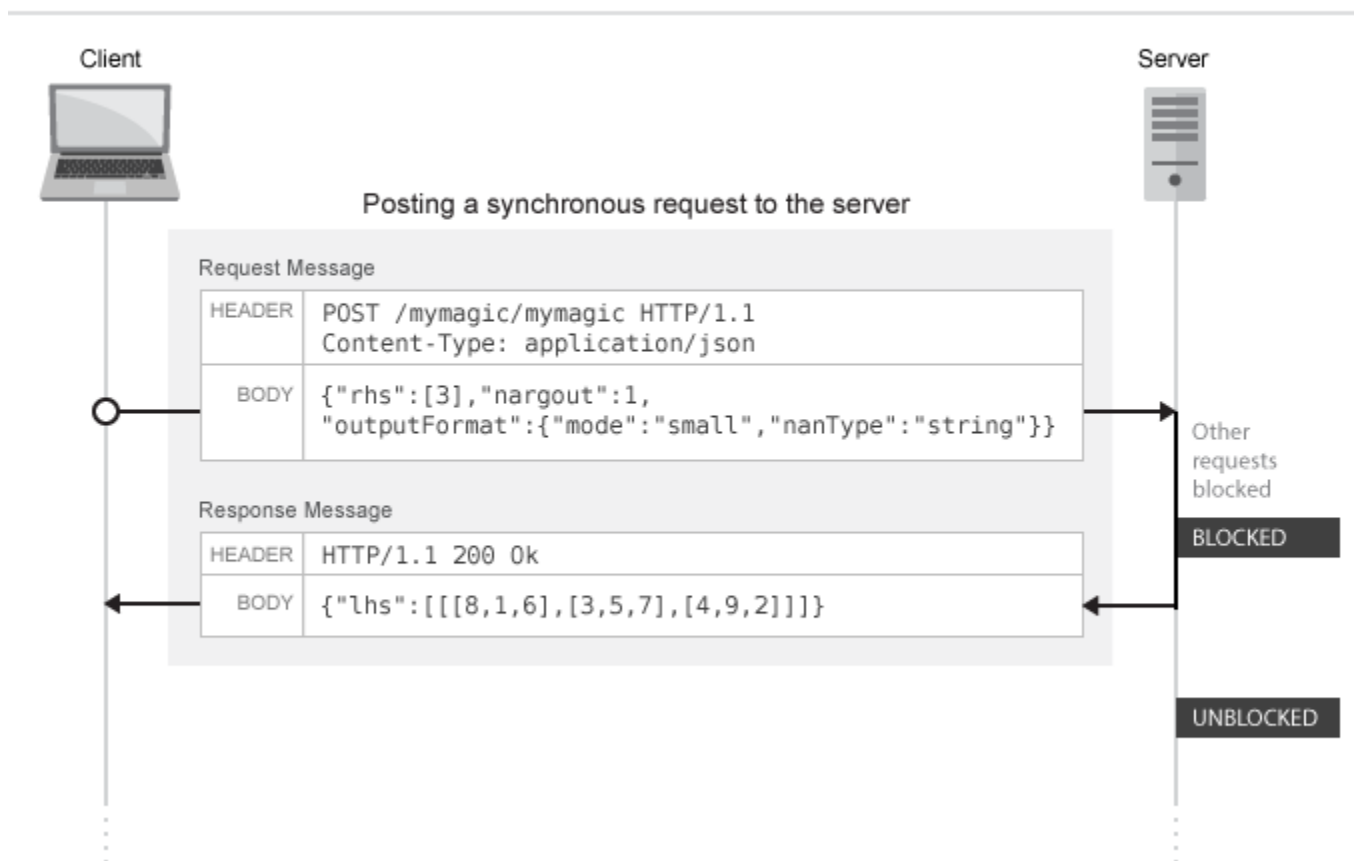 Client
Server
Posting a synchronous request to the server
Request Message
HEADER
POST /mymagic/mymagic HTTP/1.1
Content-Type: application/json
BODY
{"rhs":[3],"nargout":1,
"outputFormat":{"mode":"small","nanType":"string"}}
Other
requests
blocked
BLOCKED
Response Message
HEADER
HTTP/1.1 200 Ok
BODY
{"lhs":[[[8,1,6],[3,5,7],[4,9,2]]]}
UNBLOCKED